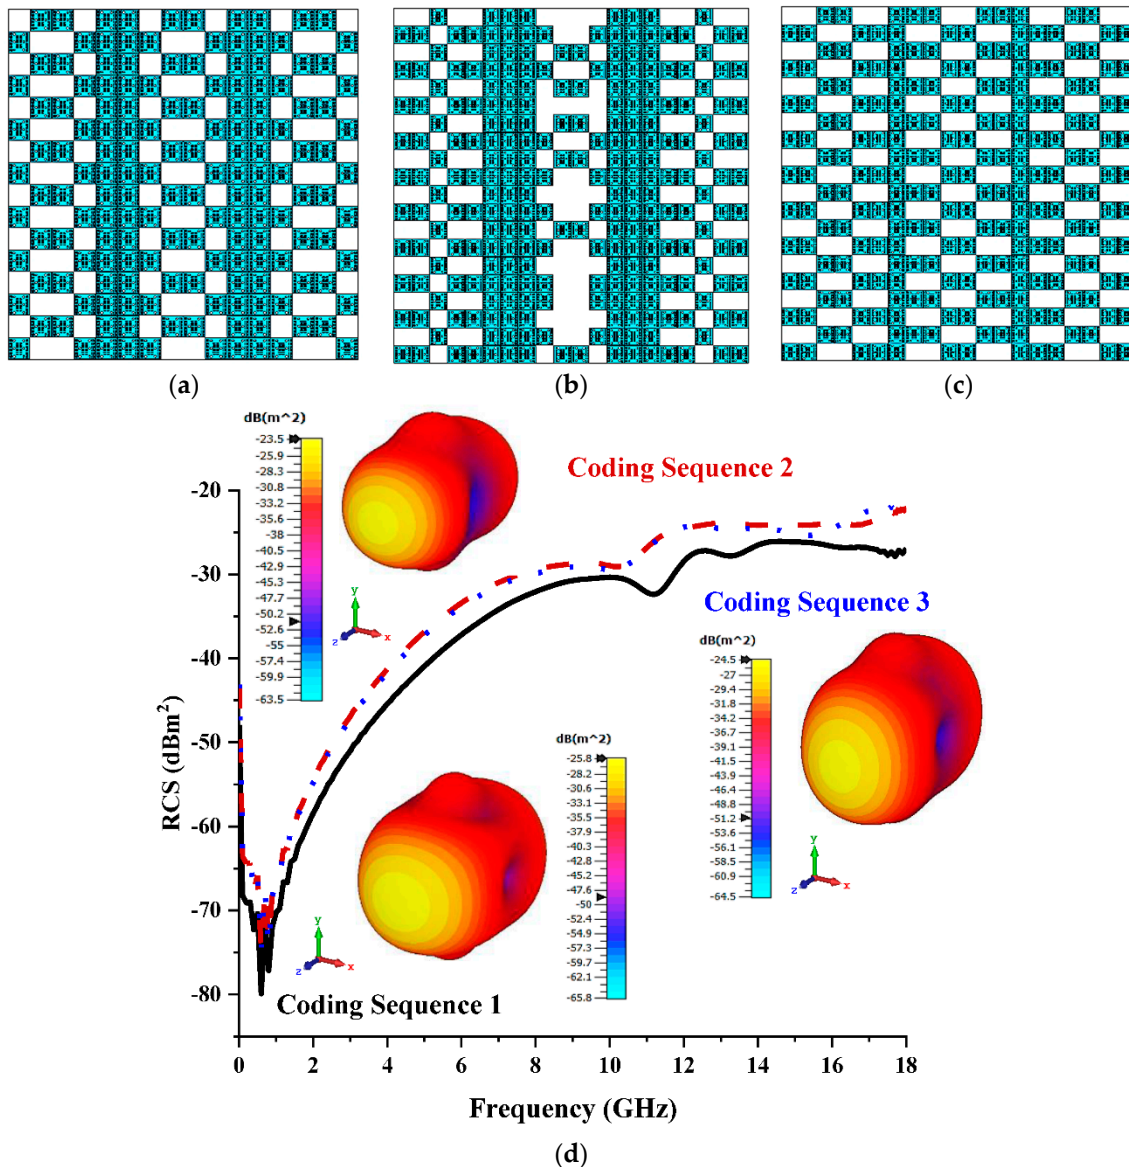 (a)
(b)
(c)
dB(m^2)
-23.5
-25.9
-28.3
-30.8
-33.2
-35.6
-38
-40.5
-42.9
-45.3
-47.7
-50.2
-52.6
-55
-57.4
-59.9
-63.5
y
z
x
Coding Sequence 2
Coding Sequence 3
dB(m^2)
-24.5
-27
-29.4
-31.8
-34.2
-36.6
-39.1
-41.5
-43.9
-46.4
-48.8
-51.2
-53.6
-56.1
-58.5
-60.9
-64.5
y
z
x
dB(m^2)
-25.8
-28.2
-30.6
-33.1
-35.5
-37.9
-40.3
-42.8
-45.2
-47.6
-50
-52.4
-54.9
-57.3
-59.7
-62.1
-65.8
y
z
x
Coding Sequence 1
RCS (dBm2)
-20
-30
-40
-50
-60
-70
-80
0 2 4 6 8 10 12 14 16 18
Frequency (GHz)
(d)